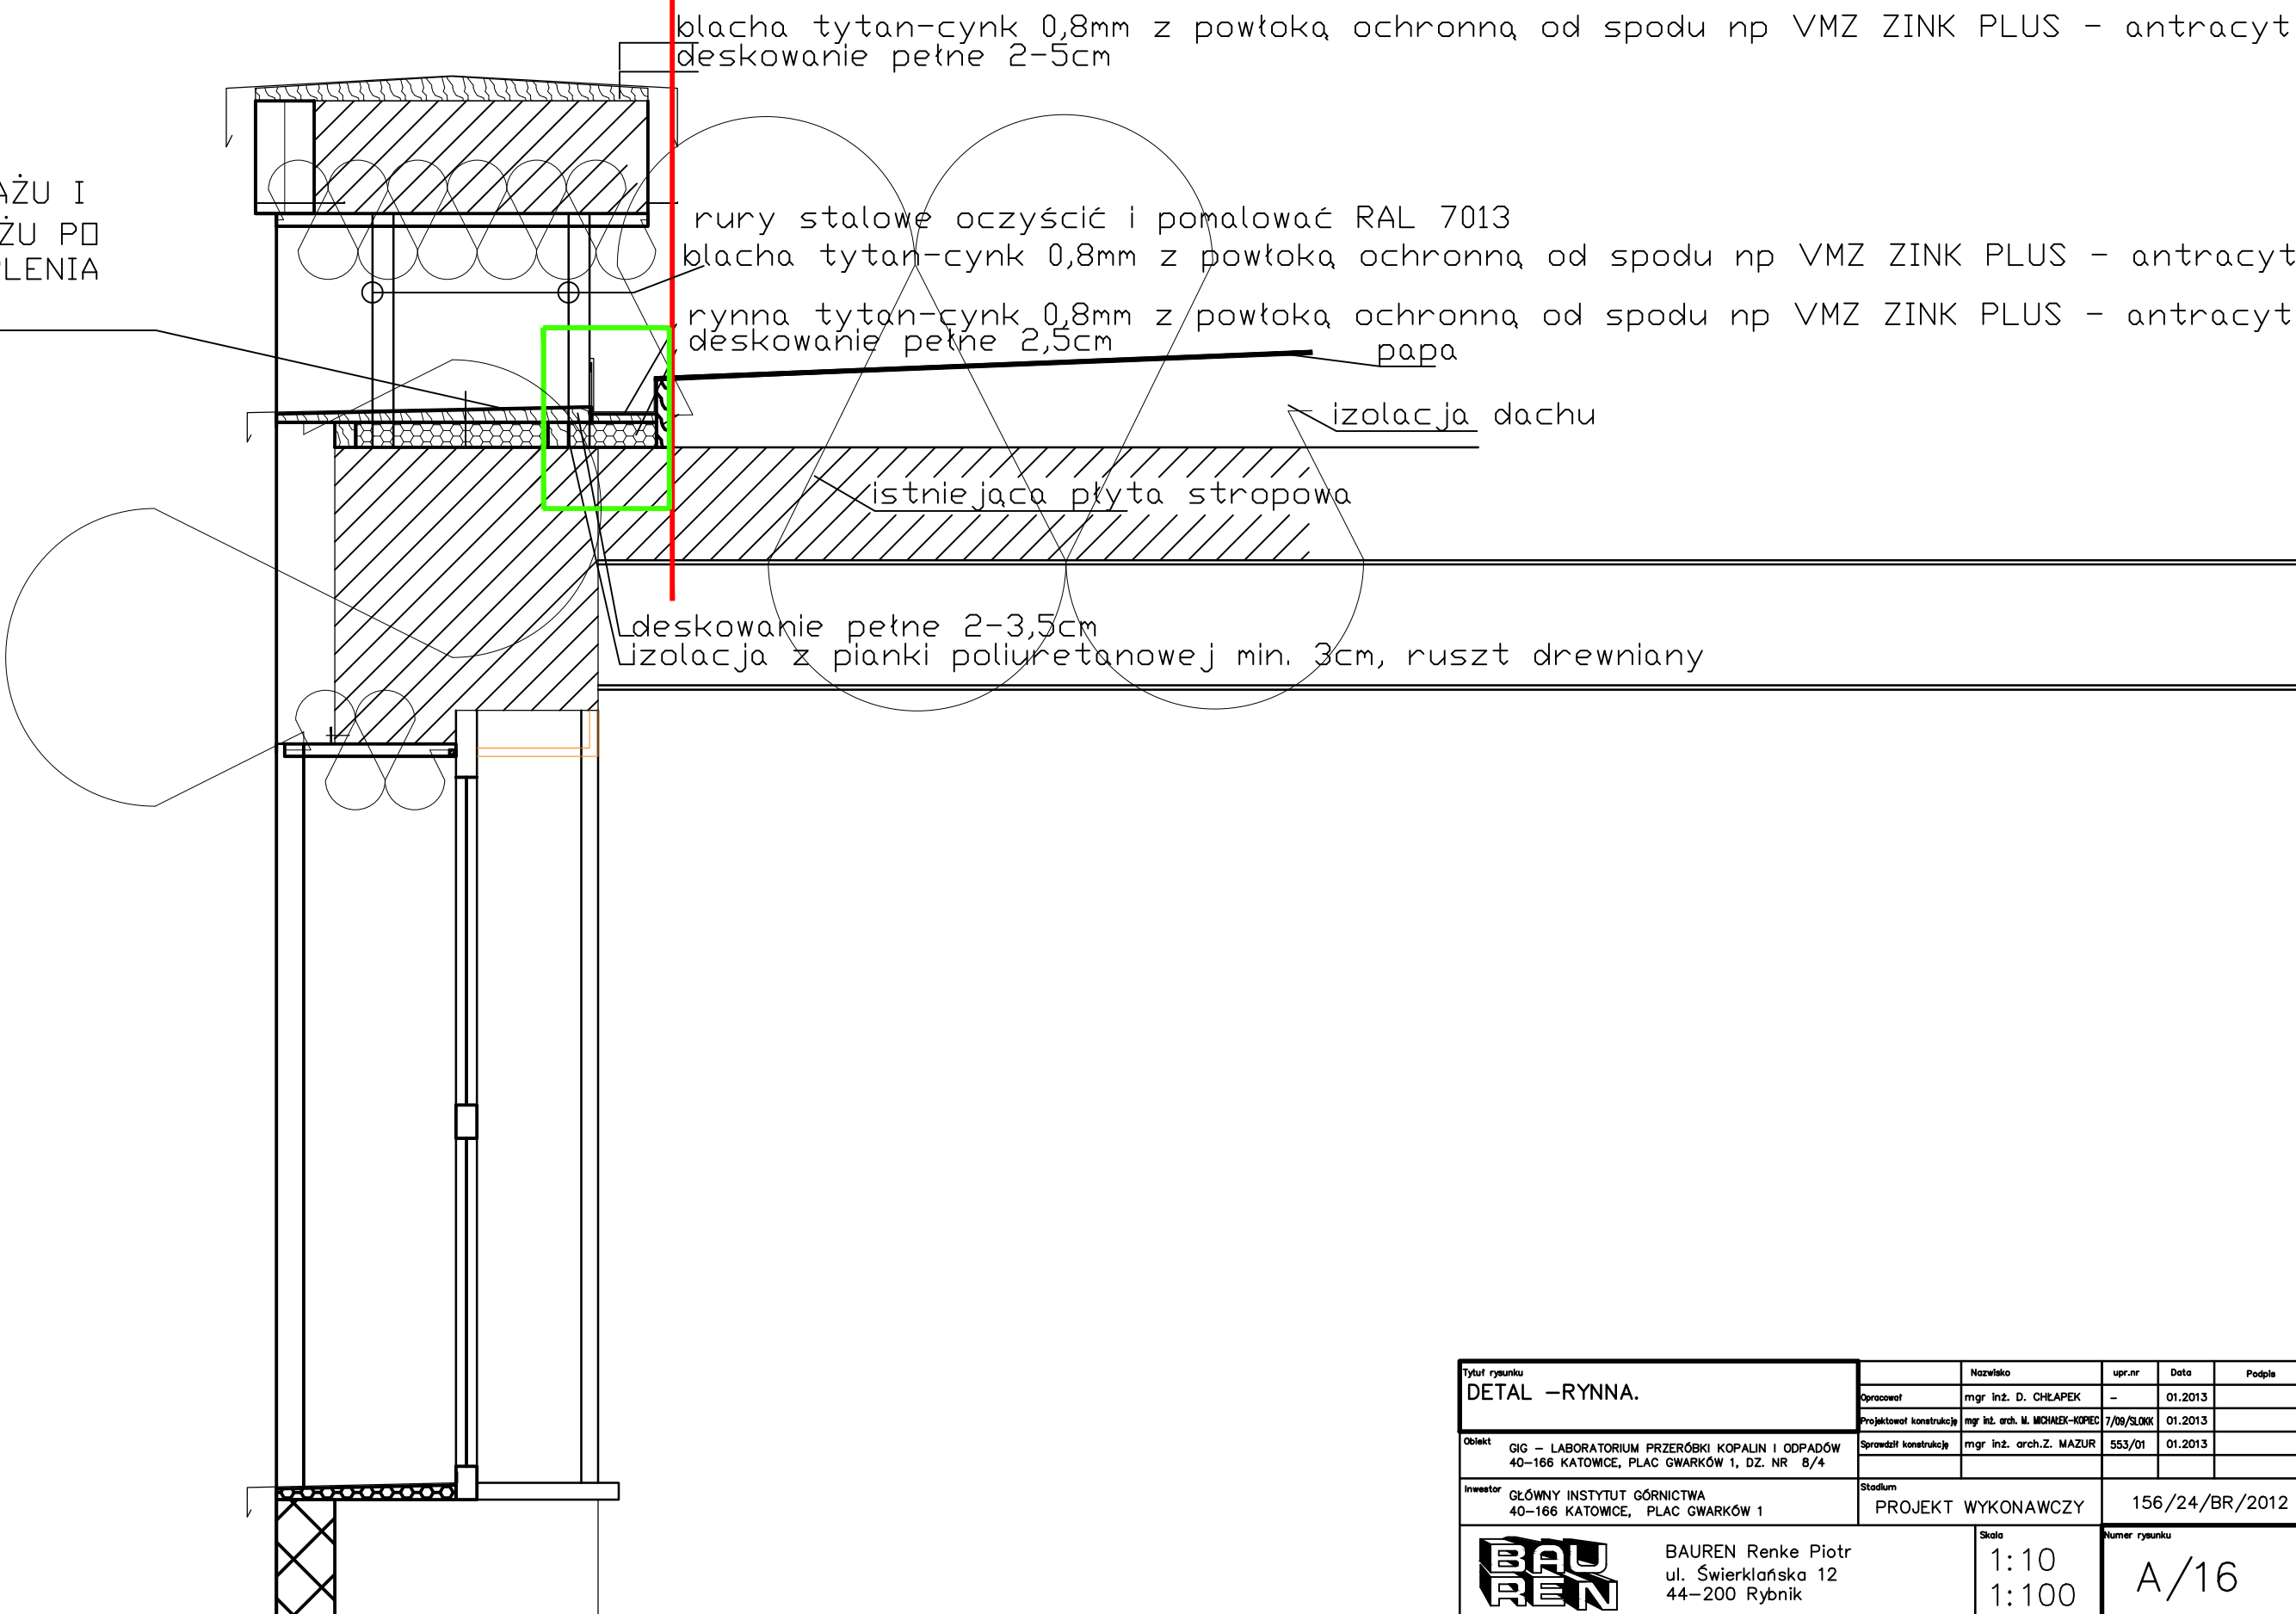 blacha tytan-cynk 0,8mm z powłoką ochronną od spodu np VMZ ZINK PLUS - antracyt
deskowanie pełne 2-5cm
AŻU I
ŻU PO
PLENIA
rury stalowe oczyścić i pomalować RAL 7013
blacha tytan-cynk 0,8mm z powłoką ochronną od spodu np VMZ ZINK PLUS - antracyt
rynna tytan-cynk 0,8mm z powłoką ochronną od spodu np VMZ ZINK PLUS - antracyt
deskowanie pełne 2,5cm
papa
izolacja dachu
istniejąca płyta stropowa
deskowanie pełne 2-3,5cm
izolacja z pianki poliuretanowej min. 3cm, ruszt drewniany
Tytuł rysunku
DETAL -RYNNA.
Nazwisko upr.nr Data Podpis
Opracował mgr inż. D. CHŁAPEK - 01.2013
Projektował konstrukcję mgr inż. arch. M. MICHAŁEK-KOPIEC 7/09/SLOKK 01.2013
Sprawdził konstrukcję mgr inż. arch.Z. MAZUR 553/01 01.2013
Obiekt
GIG - LABORATORIUM PRZERÓBKI KOPALIN I ODPADÓW
40-166 KATOWICE, PLAC GWARKÓW 1, DZ. NR 8/4
Inwestor
GŁÓWNY INSTYTUT GÓRNICTWA
40-166 KATOWICE, PLAC GWARKÓW 1
Stadium
PROJEKT WYKONAWCZY
156/24/BR/2012
BAU
REN
BAUREN Renke Piotr
ul. Świerklańska 12
44-200 Rybnik
Skala
1:10
1:100
Numer rysunku
A/16